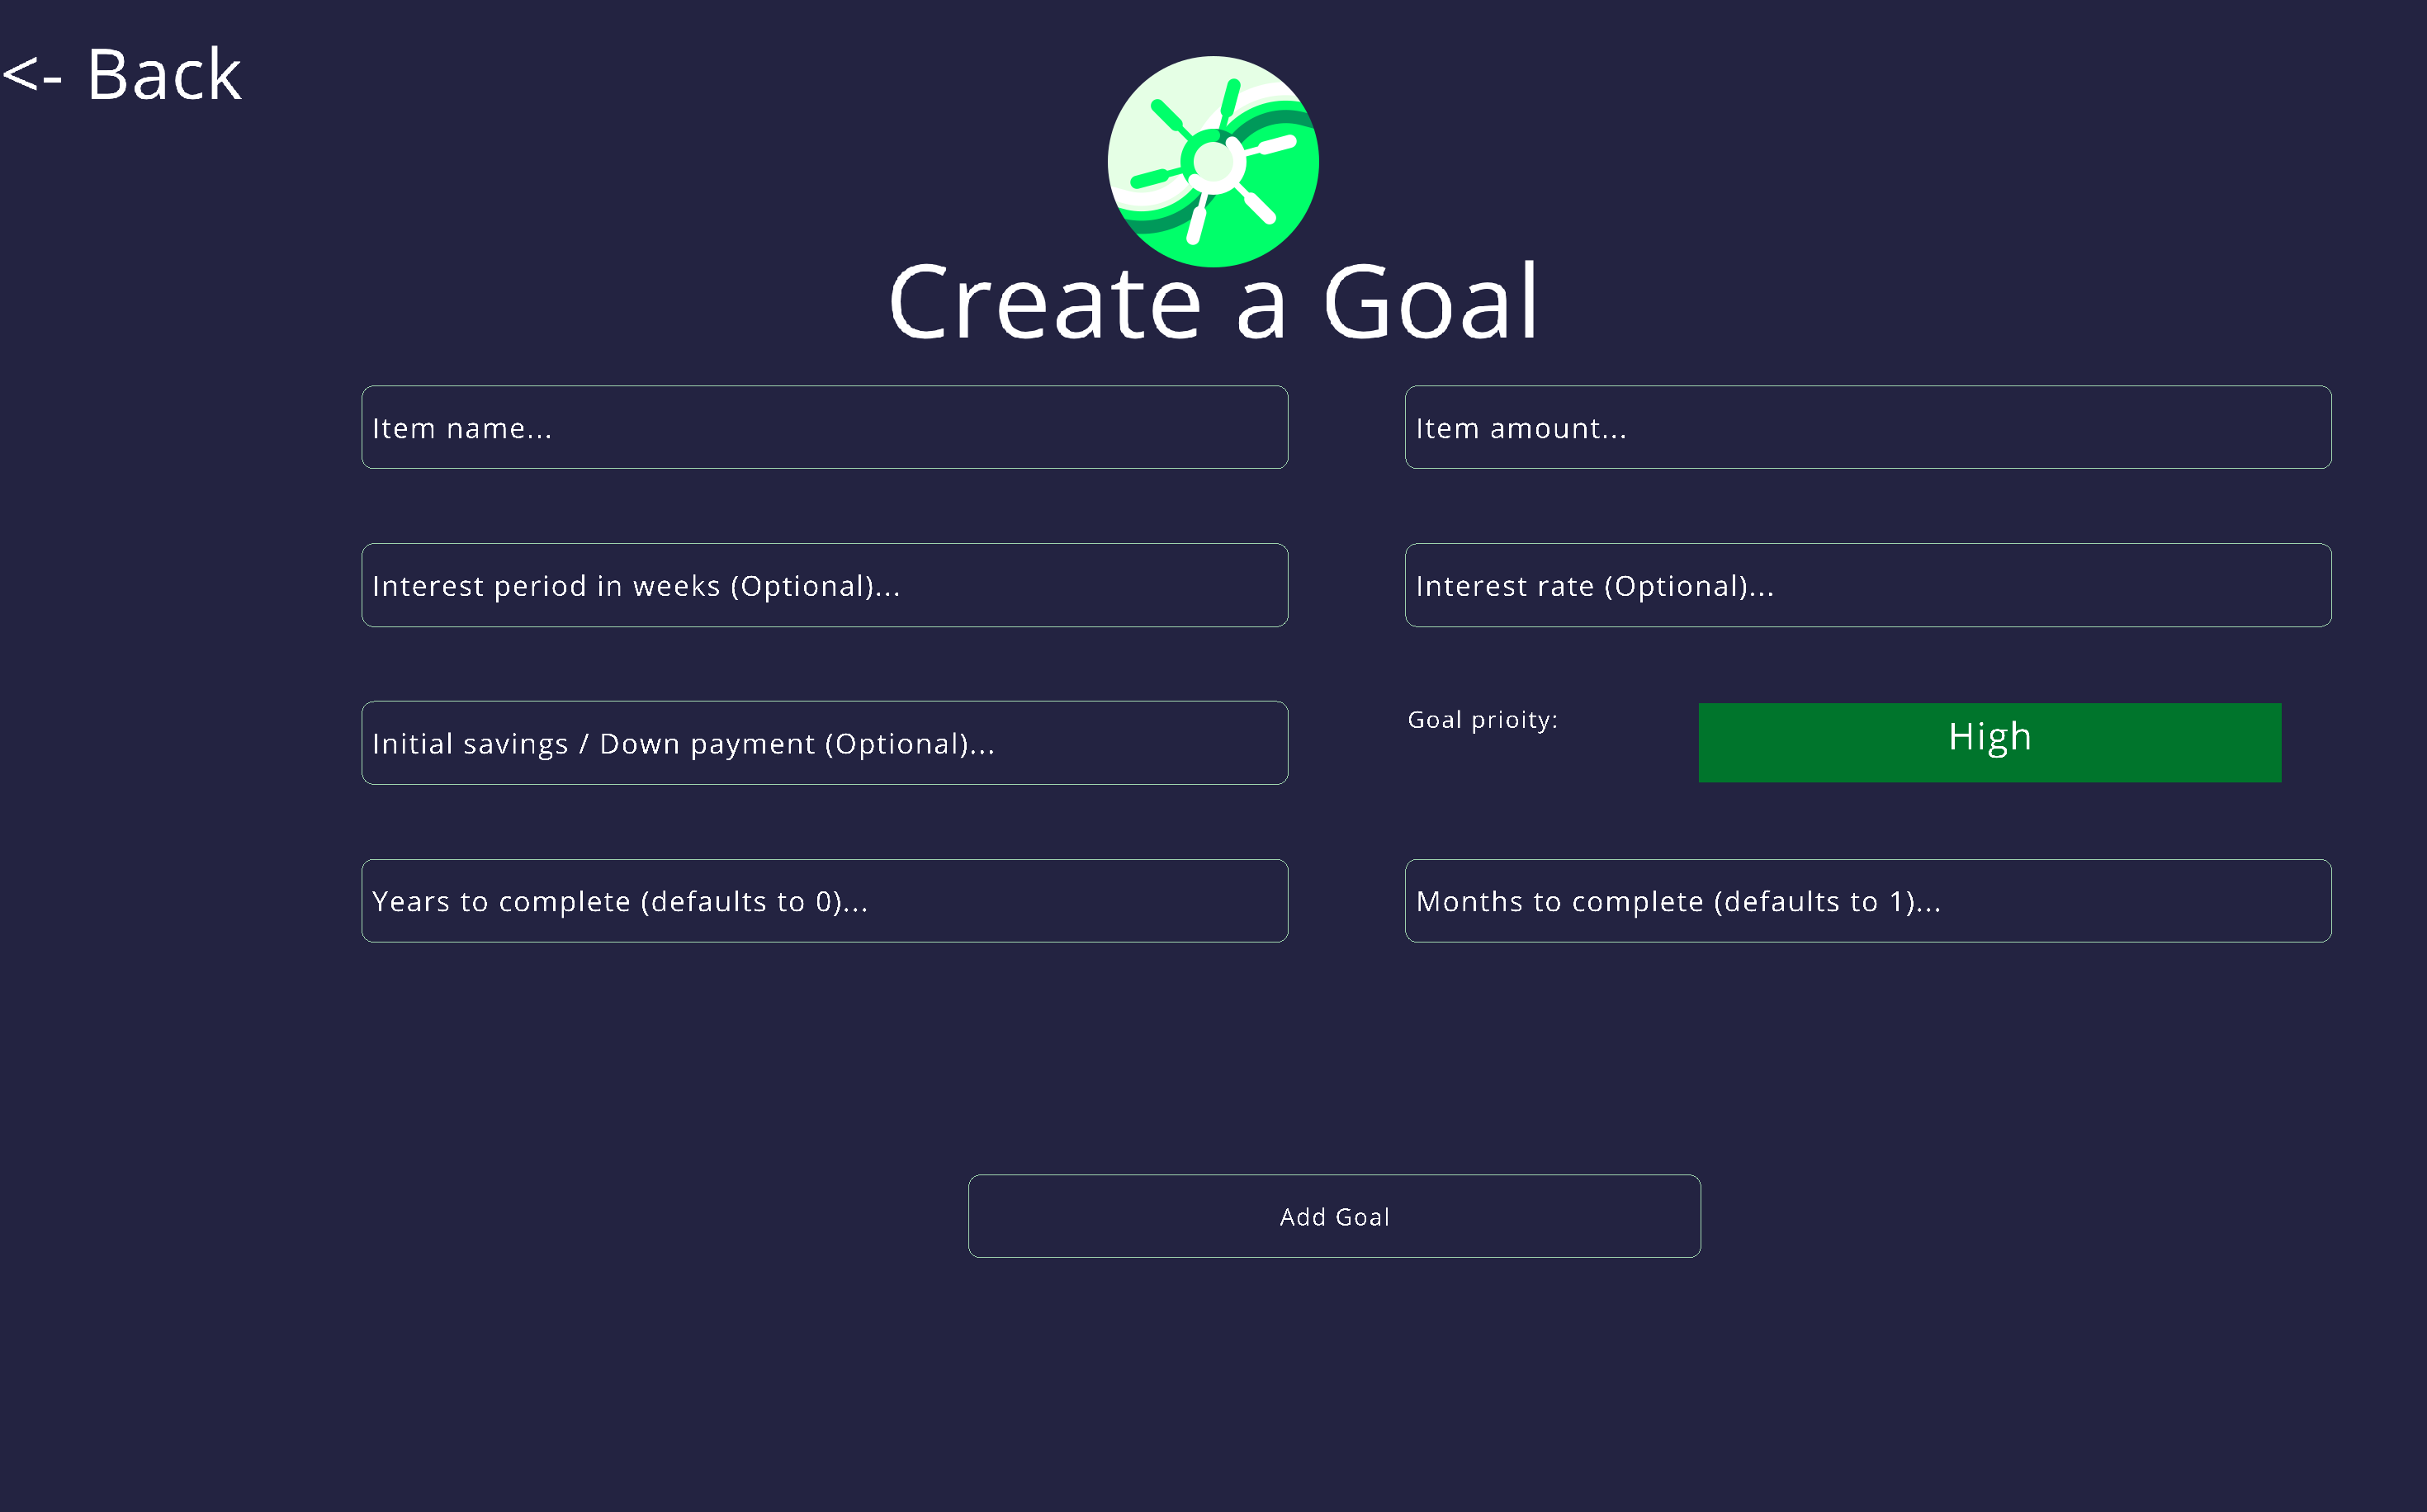 <- Back
Create a Goal
Item name...
Item amount...
Interest period in weeks (Optional)...
Interest rate (Optional)...
Initial savings / Down payment (Optional)...
Goal prioity:
High
Years to complete (defaults to 0)...
Months to complete (defaults to 1)...
Add Goal